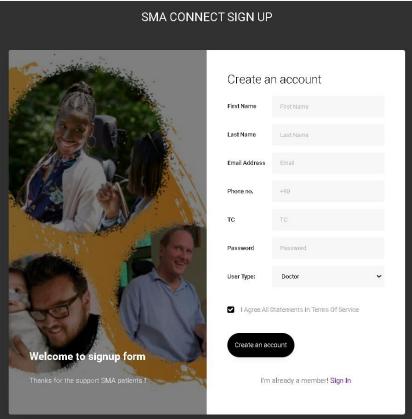 SMA CONNECT SIGN UP
Create an account
First Name First Name
Last Name Last Name
Email Address Email
Phone no. +90
TC TC
Password Password
User Type: Doctor
I Agree All Statements In Terms Of Service
Create an account
I'm already a member! Sign In
Welcome to signup form
Thanks for the support SMA patients !